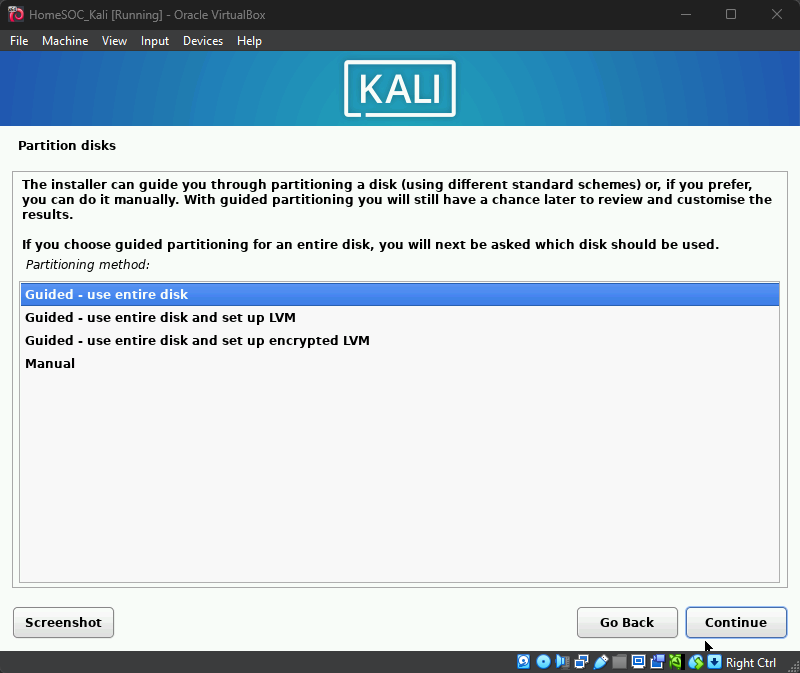 HomeSOC_Kali [Running] - Oracle VirtualBox
File Machine View Input Devices Help
KALI
Partition disks
The installer can guide you through partitioning a disk (using different standard schemes) or, if you prefer,
you can do it manually. With guided partitioning you will still have a chance later to review and customise the
results.
If you choose guided partitioning for an entire disk, you will next be asked which disk should be used.
Partitioning method:
Guided - use entire disk
Guided - use entire disk and set up LVM
Guided - use entire disk and set up encrypted LVM
Manual
Screenshot Go Back Continue
Right Ctrl